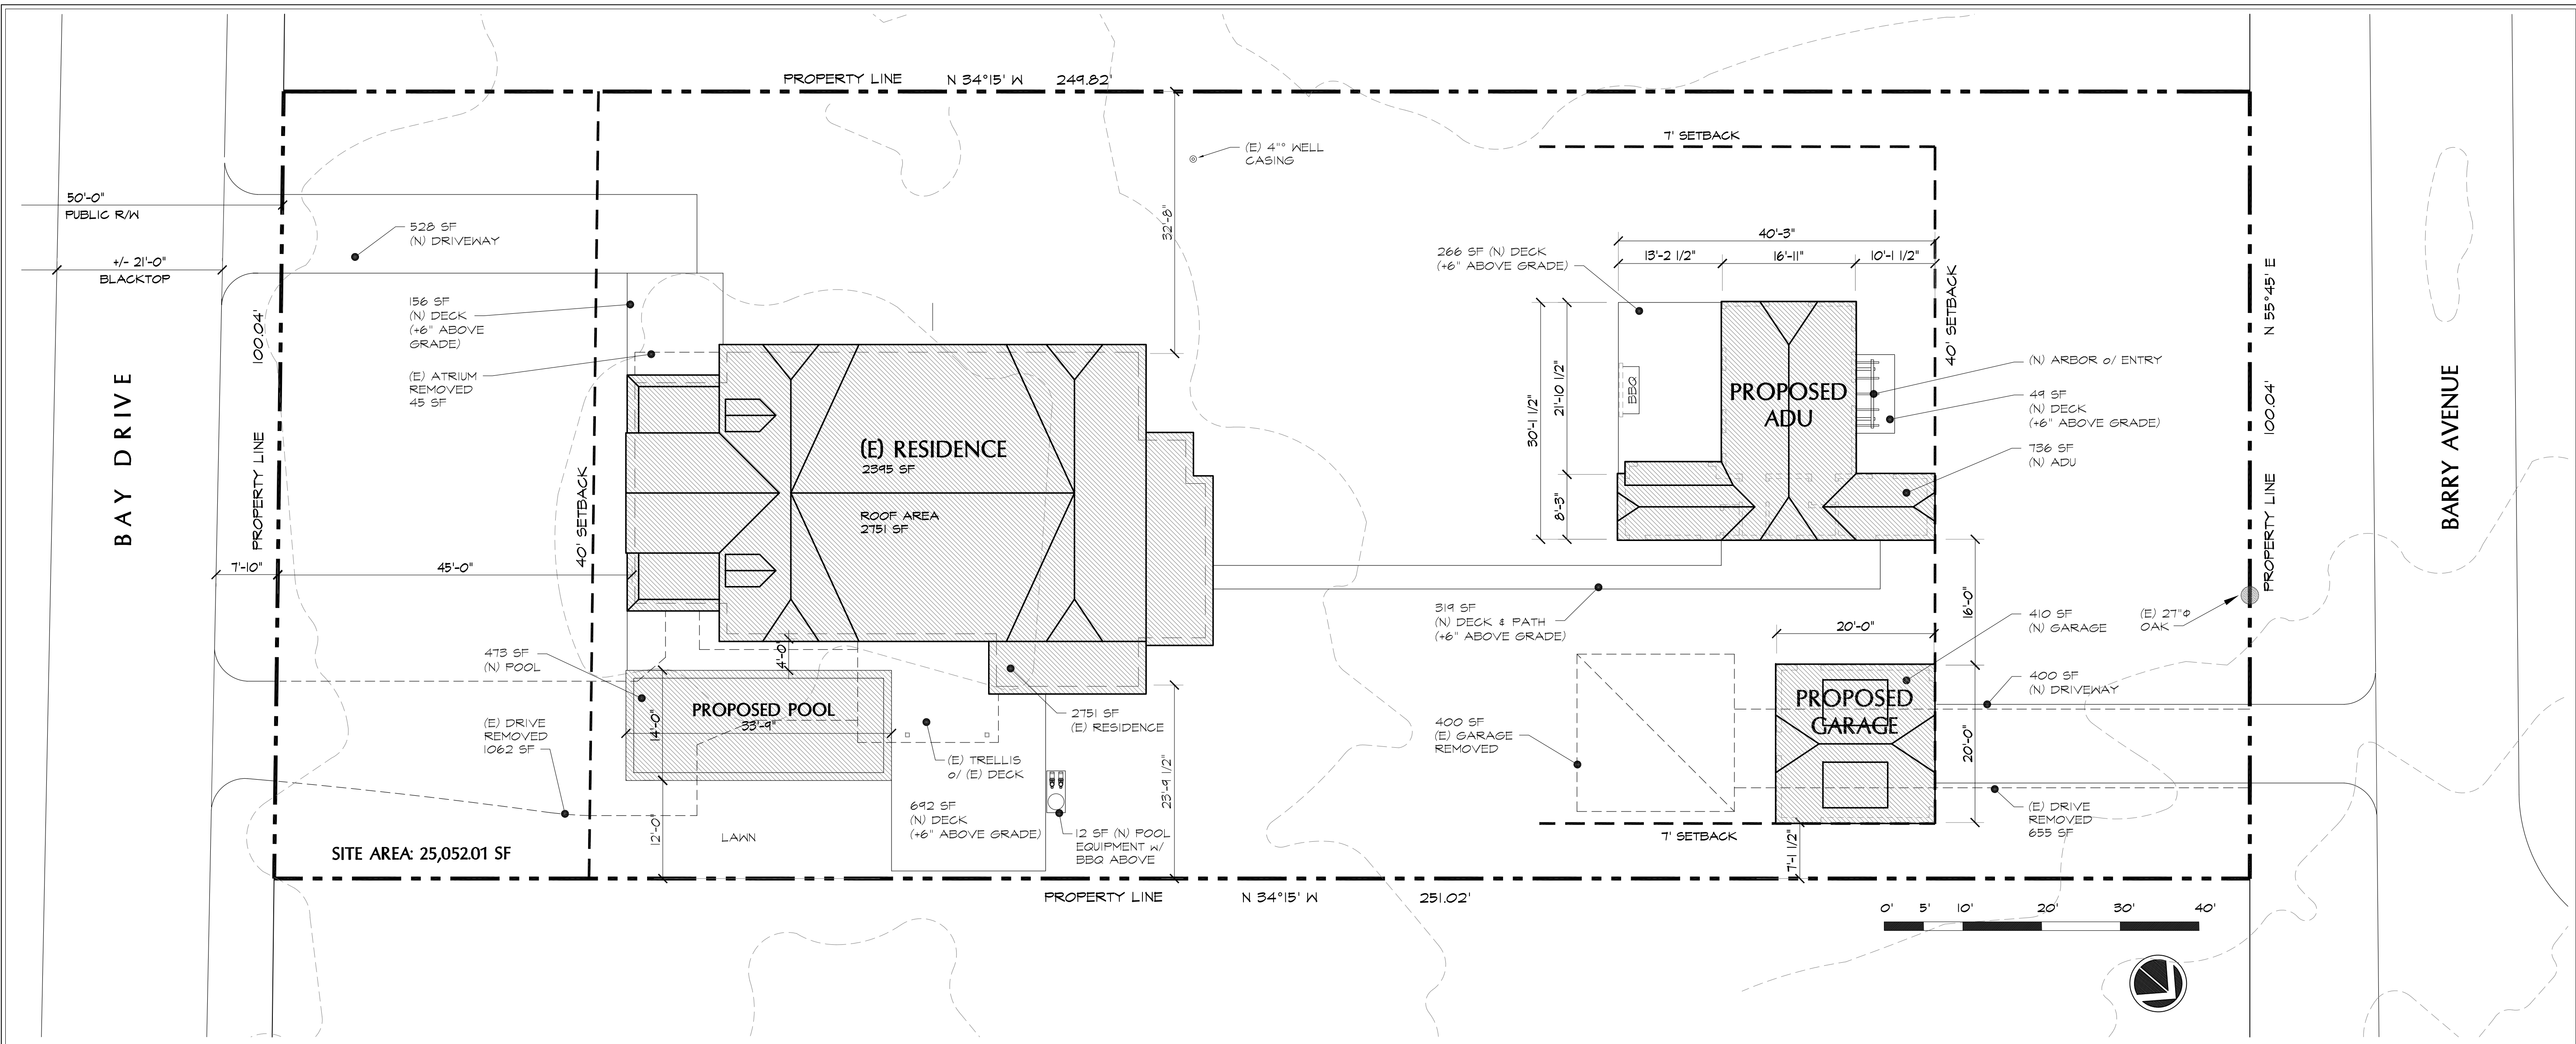 PROPERTY LINE N 34°15' W 249.82'
7' SETBACK
(E) 4"° WELL
CASING
50'-0"
PUBLIC R/W
+/- 21'-0"
BLACKTOP
528 SF
(N) DRIVEWAY
156 SF
(N) DECK
(+6" ABOVE
GRADE)
(E) ATRIUM
REMOVED
45 SF
BAY DRIVE
PROPERTY LINE 100.04'
7'-10"
45'-0"
40' SETBACK
32'-8"
(E) RESIDENCE
2395 SF
ROOF AREA
2751 SF
266 SF (N) DECK
(+6" ABOVE GRADE)
40'-3"
13'-2 1/2"
16'-11"
10'-1 1/2"
30'-1 1/2"
21'-10 1/2"
8'-3"
BBQ
PROPOSED
ADU
40' SETBACK
(N) ARBOR o/ ENTRY
49 SF
(N) DECK
(+6" ABOVE GRADE)
736 SF
(N) ADU
PROPERTY LINE 100.04' N 55°45' E
BARRY AVENUE
473 SF
(N) POOL
4'-0"
14'-0"
PROPOSED POOL
33'-9"
(E) DRIVE
REMOVED
1062 SF
12'-0"
LAWN
(E) TRELLIS
o/ (E) DECK
692 SF
(N) DECK
(+6" ABOVE GRADE)
2751 SF
(E) RESIDENCE
12 SF (N) POOL
EQUIPMENT W/
BBQ ABOVE
23'-9 1/2"
319 SF
(N) DECK & PATH
(+6" ABOVE GRADE)
400 SF
(E) GARAGE
REMOVED
20'-0"
16'-0"
20'-0"
PROPOSED
GARAGE
410 SF
(N) GARAGE
(E) 27"Φ
OAK
400 SF
(N) DRIVEWAY
(E) DRIVE
REMOVED
655 SF
7' SETBACK
7'-1 1/2"
SITE AREA: 25,052.01 SF
PROPERTY LINE N 34°15' W 251.02'
0' 5' 10' 20' 30' 40'